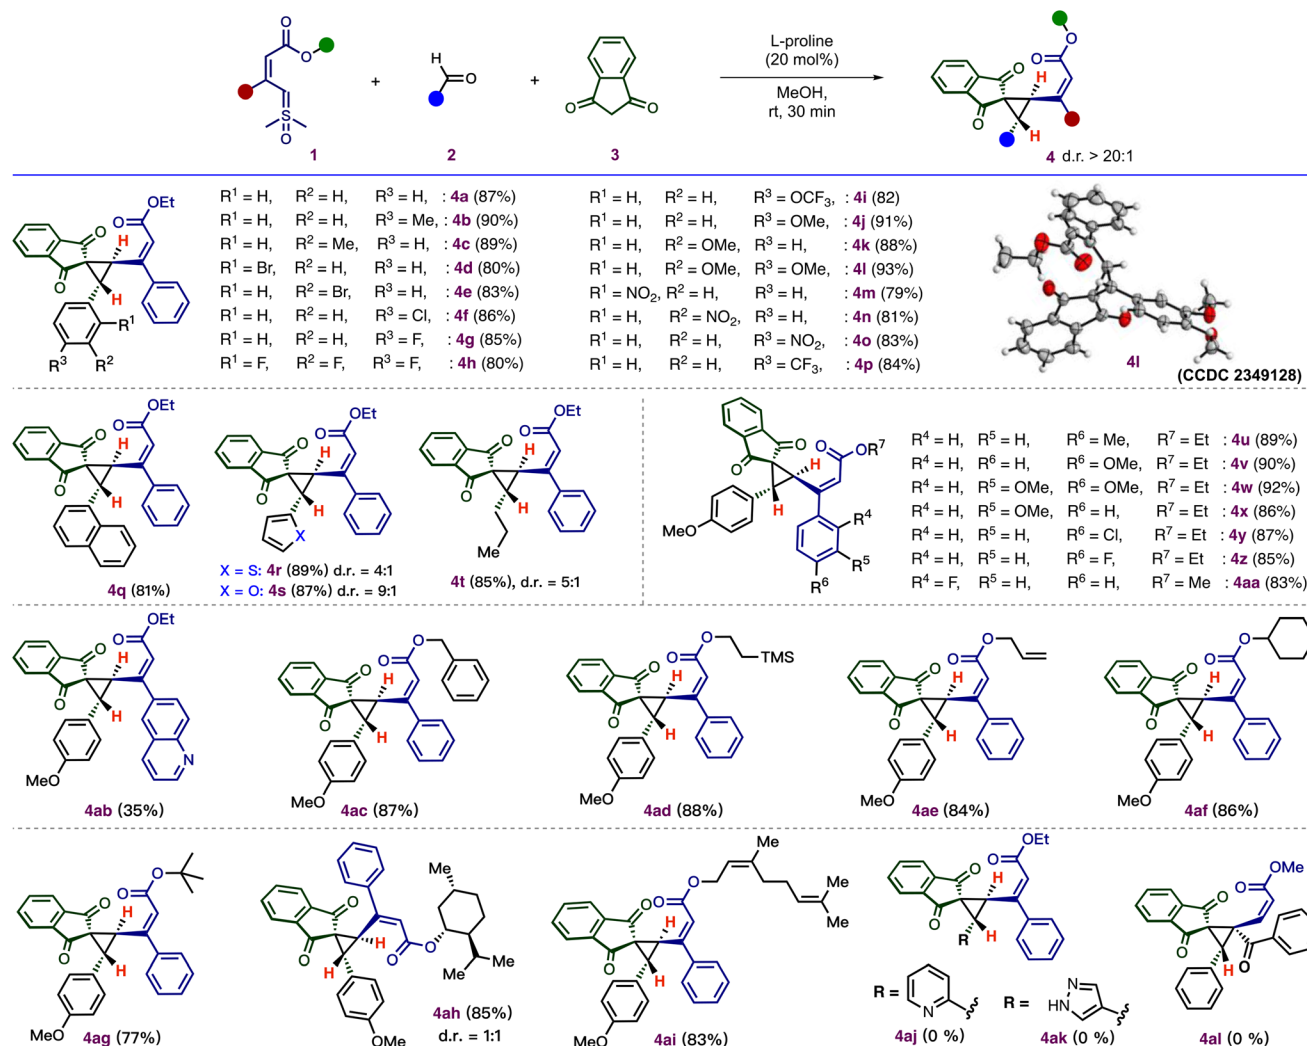 L-proline
(20 mol%)
MeOH,
rt, 30 min
1 + 2 + 3
4 d.r. > 20:1
R¹ = H, R² = H, R³ = H, : 4a (87%)
R¹ = H, R² = H, R³ = Me, : 4b (90%)
R¹ = H, R² = Me, R³ = H, : 4c (89%)
R¹ = Br, R² = H, R³ = H, : 4d (80%)
R¹ = H, R² = Br, R³ = H, : 4e (83%)
R¹ = H, R² = H, R³ = Cl, : 4f (86%)
R¹ = H, R² = H, R³ = F, : 4g (85%)
R¹ = F, R² = F, R³ = F, : 4h (80%)
R¹ = H, R² = H, R³ = OCF₃, : 4i (82)
R¹ = H, R² = H, R³ = OMe, : 4j (91%)
R¹ = H, R² = OMe, R³ = H, : 4k (88%)
R¹ = H, R² = OMe, R³ = OMe, : 4l (93%)
R¹ = NO₂, R² = H, R³ = H, : 4m (79%)
R¹ = H, R² = NO₂, R³ = H, : 4n (81%)
R¹ = H, R² = H, R³ = NO₂, : 4o (83%)
R¹ = H, R² = H, R³ = CF₃, : 4p (84%)
4l
(CCDC 2349128)
4q (81%)
X = S: 4r (89%) d.r. = 4:1
X = O: 4s (87%) d.r. = 9:1
4t (85%), d.r. = 5:1
R⁴ = H, R⁵ = H, R⁶ = Me, R⁷ = Et : 4u (89%)
R⁴ = H, R⁶ = H, R⁶ = OMe, R⁷ = Et : 4v (90%)
R⁴ = H, R⁵ = OMe, R⁶ = OMe, R⁷ = Et : 4w (92%)
R⁴ = H, R⁵ = OMe, R⁶ = H, R⁷ = Et : 4x (86%)
R⁴ = H, R⁵ = H, R⁶ = Cl, R⁷ = Et : 4y (87%)
R⁴ = H, R⁵ = H, R⁶ = F, R⁷ = Et : 4z (85%)
R⁴ = F, R⁵ = H, R⁶ = H, R⁷ = Me : 4aa (83%)
4ab (35%)
4ac (87%)
4ad (88%)
4ae (84%)
4af (86%)
4ag (77%)
4ah (85%)
d.r. = 1:1
4ai (83%)
R =
4aj (0 %)
R =
4ak (0 %)
4al (0 %)